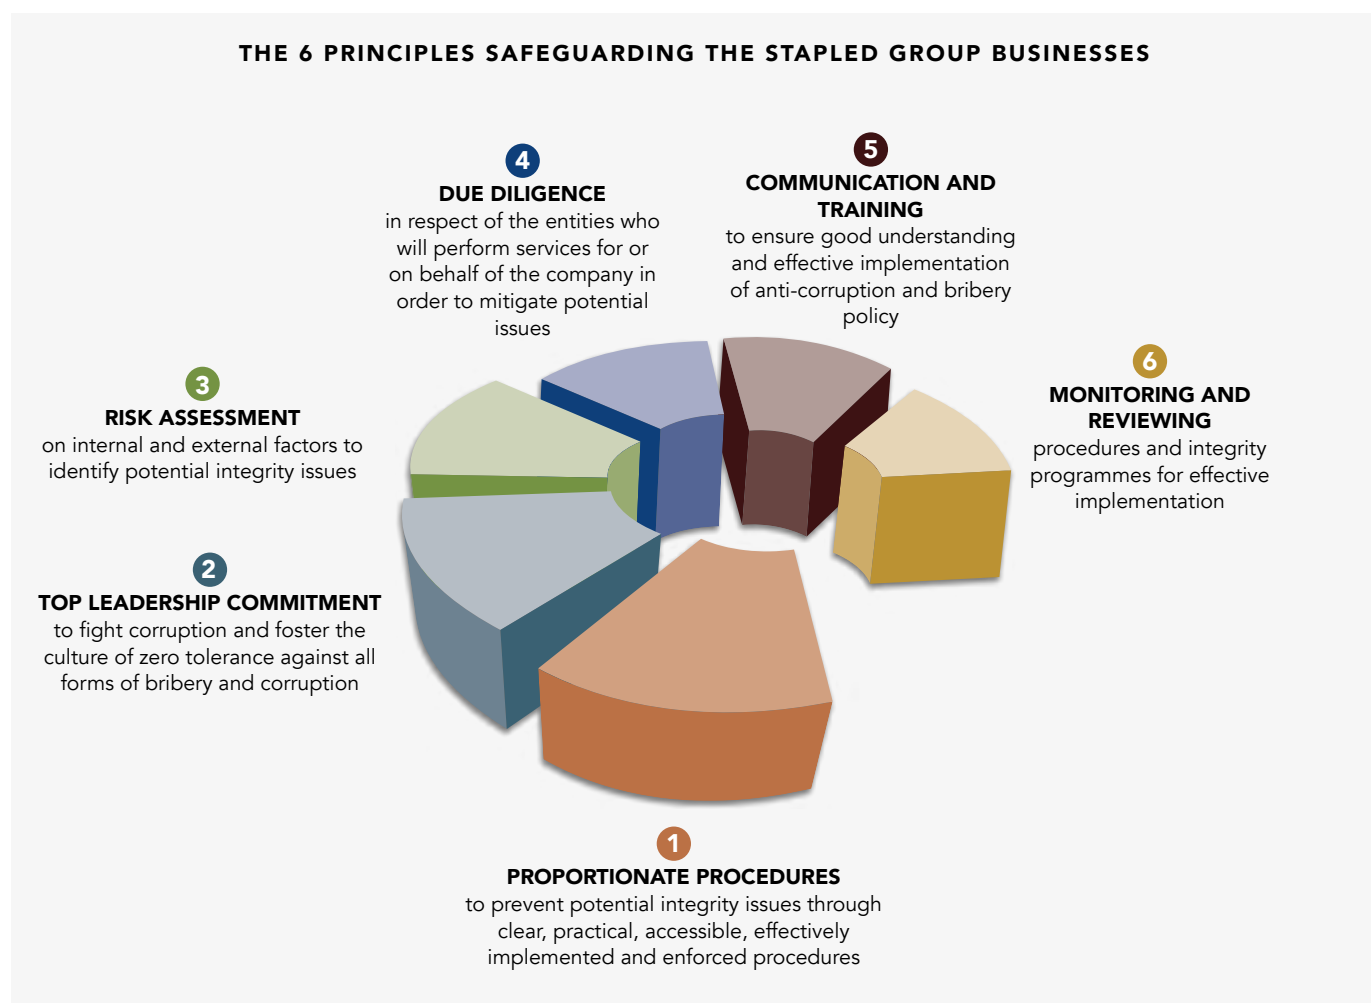 THE 6 PRINCIPLES SAFEGUARDING THE STAPLED GROUP BUSINESSES
4
DUE DILIGENCE
in respect of the entities who
will perform services for or
on behalf of the company in
order to mitigate potential
issues
5
COMMUNICATION AND
TRAINING
to ensure good understanding
and effective implementation
of anti-corruption and bribery
policy
3
RISK ASSESSMENT
on internal and external factors to
identify potential integrity issues
6
MONITORING AND
REVIEWING
procedures and integrity
programmes for effective
implementation
2
TOP LEADERSHIP COMMITMENT
to fight corruption and foster the
culture of zero tolerance against all
forms of bribery and corruption
1
PROPORTIONATE PROCEDURES
to prevent potential integrity issues through
clear, practical, accessible, effectively
implemented and enforced procedures